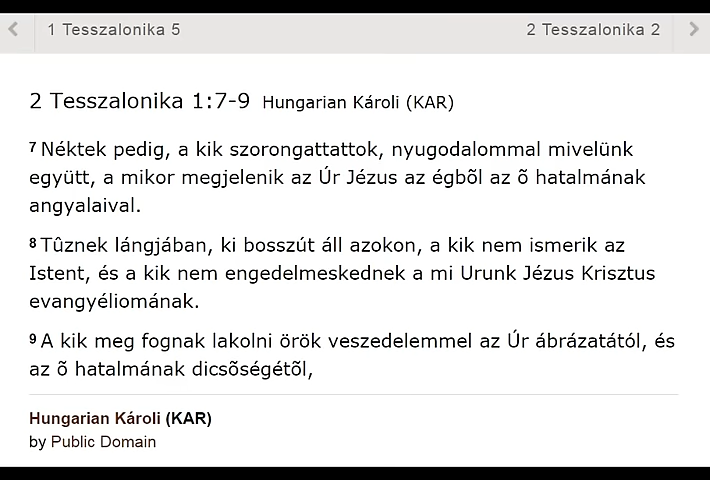 1 Tesszalonika 5
2 Tesszalonika 2
2 Tesszalonika 1:7-9 Hungarian Károli (KAR)
7 Néktek pedig, a kik szorongattattok, nyugodalommal mivelünk
együtt, a mikor megjelenik az Úr Jézus az égbõl az õ hatalmának
angyalaival.
8 Tûznek lángjában, ki bosszút áll azokon, a kik nem ismerik az
Istent, és a kik nem engedelmeskednek a mi Urunk Jézus Krisztus
evangyéliomának.
9 A kik meg fognak lakolni örök veszedelemmel az Úr ábrázatától, és
az õ hatalmának dicsõségétõl,
Hungarian Károli (KAR)
by Public Domain